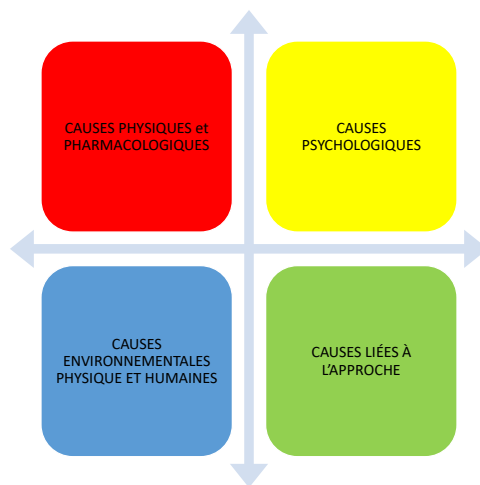 CAUSES PHYSIQUES et
PHARMACOLOGIQUES
CAUSES
PSYCHOLOGIQUES
CAUSES
ENVIRONNEMENTALES
PHYSIQUE ET HUMAINES
CAUSES LIÉES À
L'APPROCHE